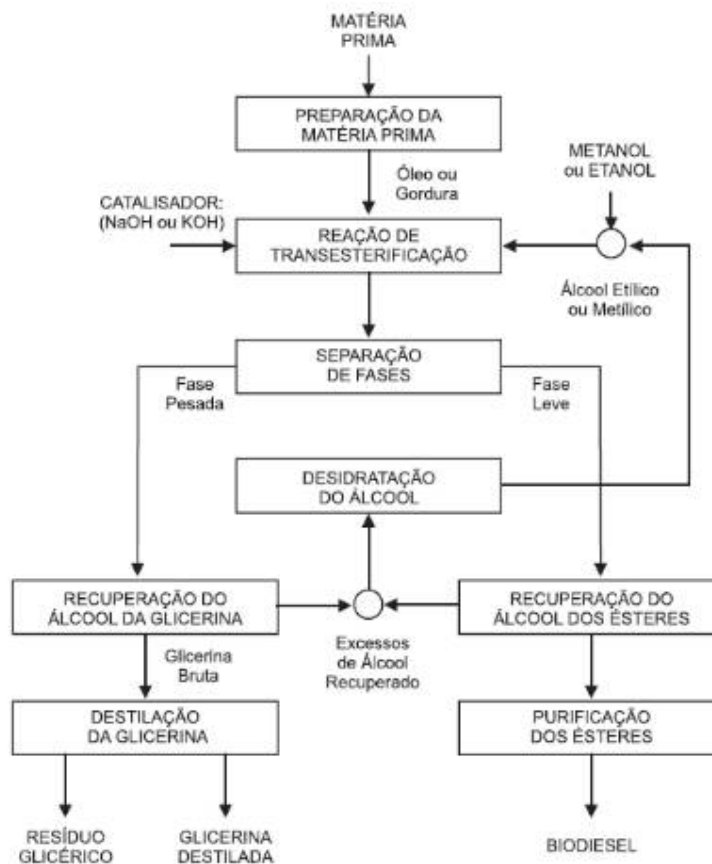 MATÉRIA
PRIMA
PREPARAÇÃO DA
MATÉRIA PRIMA
METANOL
ou ETANOL
Óleo ou
Gordura
CATALISADOR:
(NaOH ou KOH)
REAÇÃO DE
TRANSESTERIFICAÇÃO
Álcool Etílico
ou Metílico
SEPARAÇÃO
DE FASES
Fase
Pesada
Fase
Leve
DESIDRATAÇÃO
DO ÁLCOOL
RECUPERAÇÃO DO
ÁLCOOL DA GLICERINA
RECUPERAÇÃO DO
ÁLCOOL DOS ÉSTERES
Excessos
de Álcool
Recuperado
Glicerina
Bruta
DESTILAÇÃO
DA GLICERINA
PURIFICAÇÃO
DOS ÉSTERES
RESÍDUO
GLICÉRICO
GLICERINA
DESTILADA
BIODIESEL